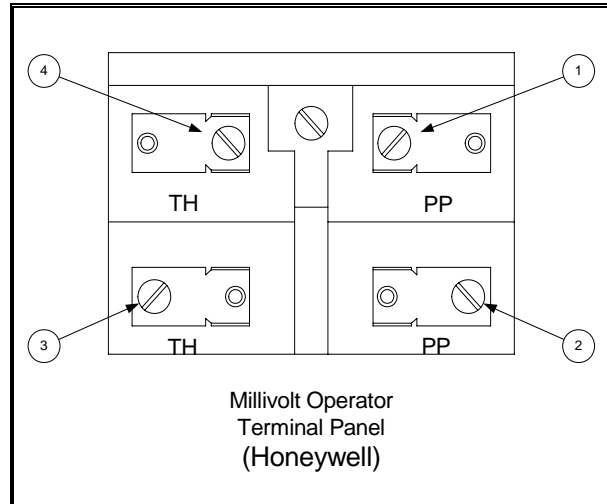 4
1
TH
PP
3
TH
PP
2
Millivolt Operator
Terminal Panel
(Honeywell)